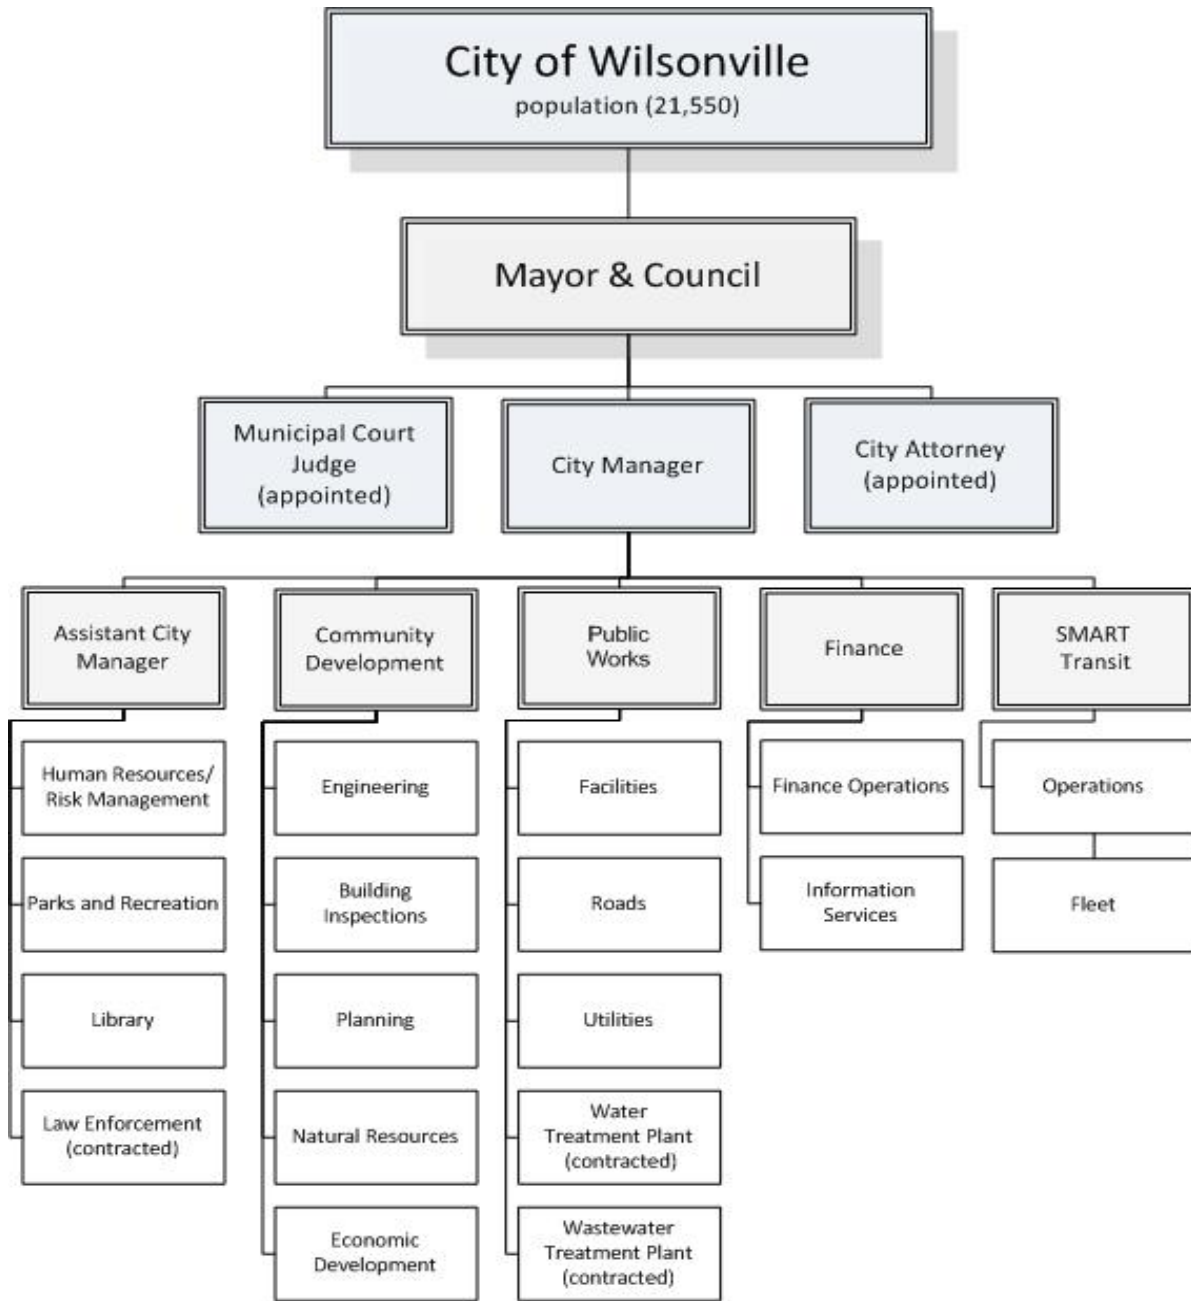 City of Wilsonville
population (21,550)
Mayor & Council
Municipal Court
Judge
(appointed)
City Manager
City Attorney
(appointed)
Assistant City
Manager
Community
Development
Public
Works
Finance
SMART
Transit
Human Resources/
Risk Management
Engineering
Facilities
Finance Operations
Operations
Parks and Recreation
Building
Inspections
Roads
Information
Services
Fleet
Library
Planning
Utilities
Law Enforcement
(contracted)
Natural Resources
Water
Treatment Plant
(contracted)
Economic
Development
Wastewater
Treatment Plant
(contracted)